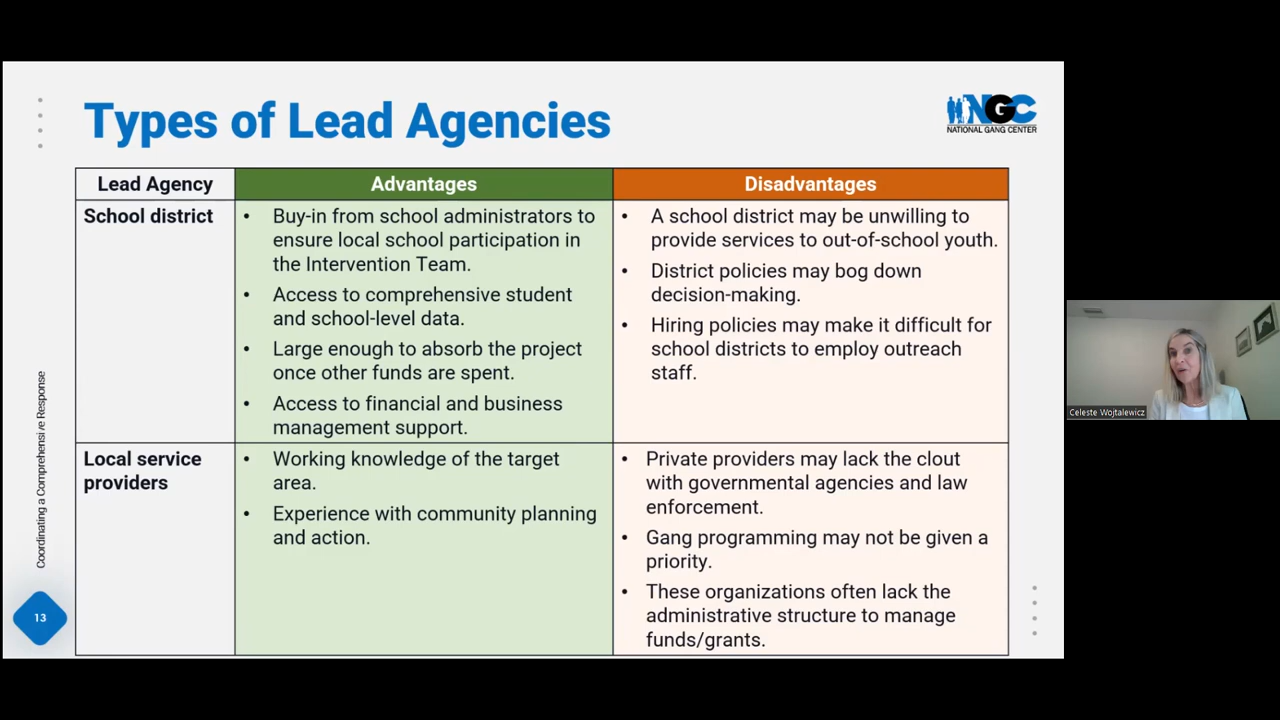 Types of Lead Agencies
NGC
NATIONAL GANG CENTER
Lead Agency
Advantages
Disadvantages
School district
• Buy-in from school administrators to
ensure local school participation in
the Intervention Team.
• Access to comprehensive student
and school-level data.
• Large enough to absorb the project
once other funds are spent.
• Access to financial and business
management support.
• A school district may be unwilling to
provide services to out-of-school youth.
• District policies may bog down
decision-making.
• Hiring policies may make it difficult for
school districts to employ outreach
staff.
Local service
providers
• Working knowledge of the target
area.
• Experience with community planning
and action.
• Private providers may lack the clout
with governmental agencies and law
enforcement.
• Gang programming may not be given a
priority.
• These organizations often lack the
administrative structure to manage
funds/grants.
Coordinating a Comprehensive Response
13
Celeste Wojtalewicz